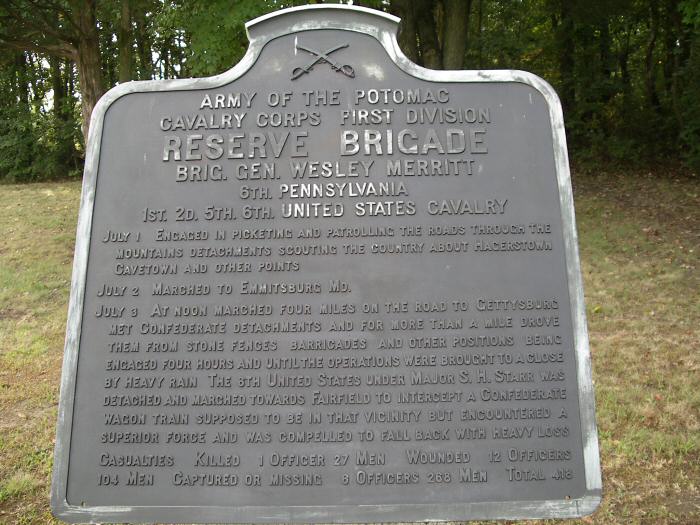 ARMY OF THE POTOMAC
CAVALRY CORPS FIRST DIVISION
RESERVE BRIGADE
BRIG. GEN. WESLEY MERRITT
6TH. PENNSYLVANIA
1ST. 2D. 5TH. 6TH. UNITED STATES CAVALRY
JULY 1 ENGAGED IN PICKETING AND PATROLLING THE ROADS THROUGH THE
MOUNTAINS DETACHMENTS SCOUTING THE COUNTRY ABOUT HAGERSTOWN
CAVETOWN AND OTHER POINTS
JULY 2 MARCHED TO EMMITSBURG MD.
JULY 3 AT NOON MARCHED FOUR MILES ON THE ROAD TO GETTYSBURG
MET CONFEDERATE DETACHMENTS AND FOR MORE THAN A MILE DROVE
THEM FROM STONE FENCES BARRICADES AND OTHER POSITIONS BEING
ENGAGED FOUR HOURS AND UNTIL THE OPERATIONS WERE BROUGHT TO A CLOSE
BY HEAVY RAIN THE 6TH UNITED STATES UNDER MAJOR S. H. STARR WAS
DETACHED AND MARCHED TOWARDS FAIRFIELD TO INTERCEPT A CONFEDERATE
WAGON TRAIN SUPPOSED TO BE IN THAT VICINITY BUT ENCOUNTERED A
SUPERIOR FORCE AND WAS COMPELLED TO FALL BACK WITH HEAVY LOSS
CASUALTIES KILLED 1 OFFICER 27 MEN WOUNDED 12 OFFICERS
104 MEN CAPTURED OR MISSING 6 OFFICERS 268 MEN TOTAL 418